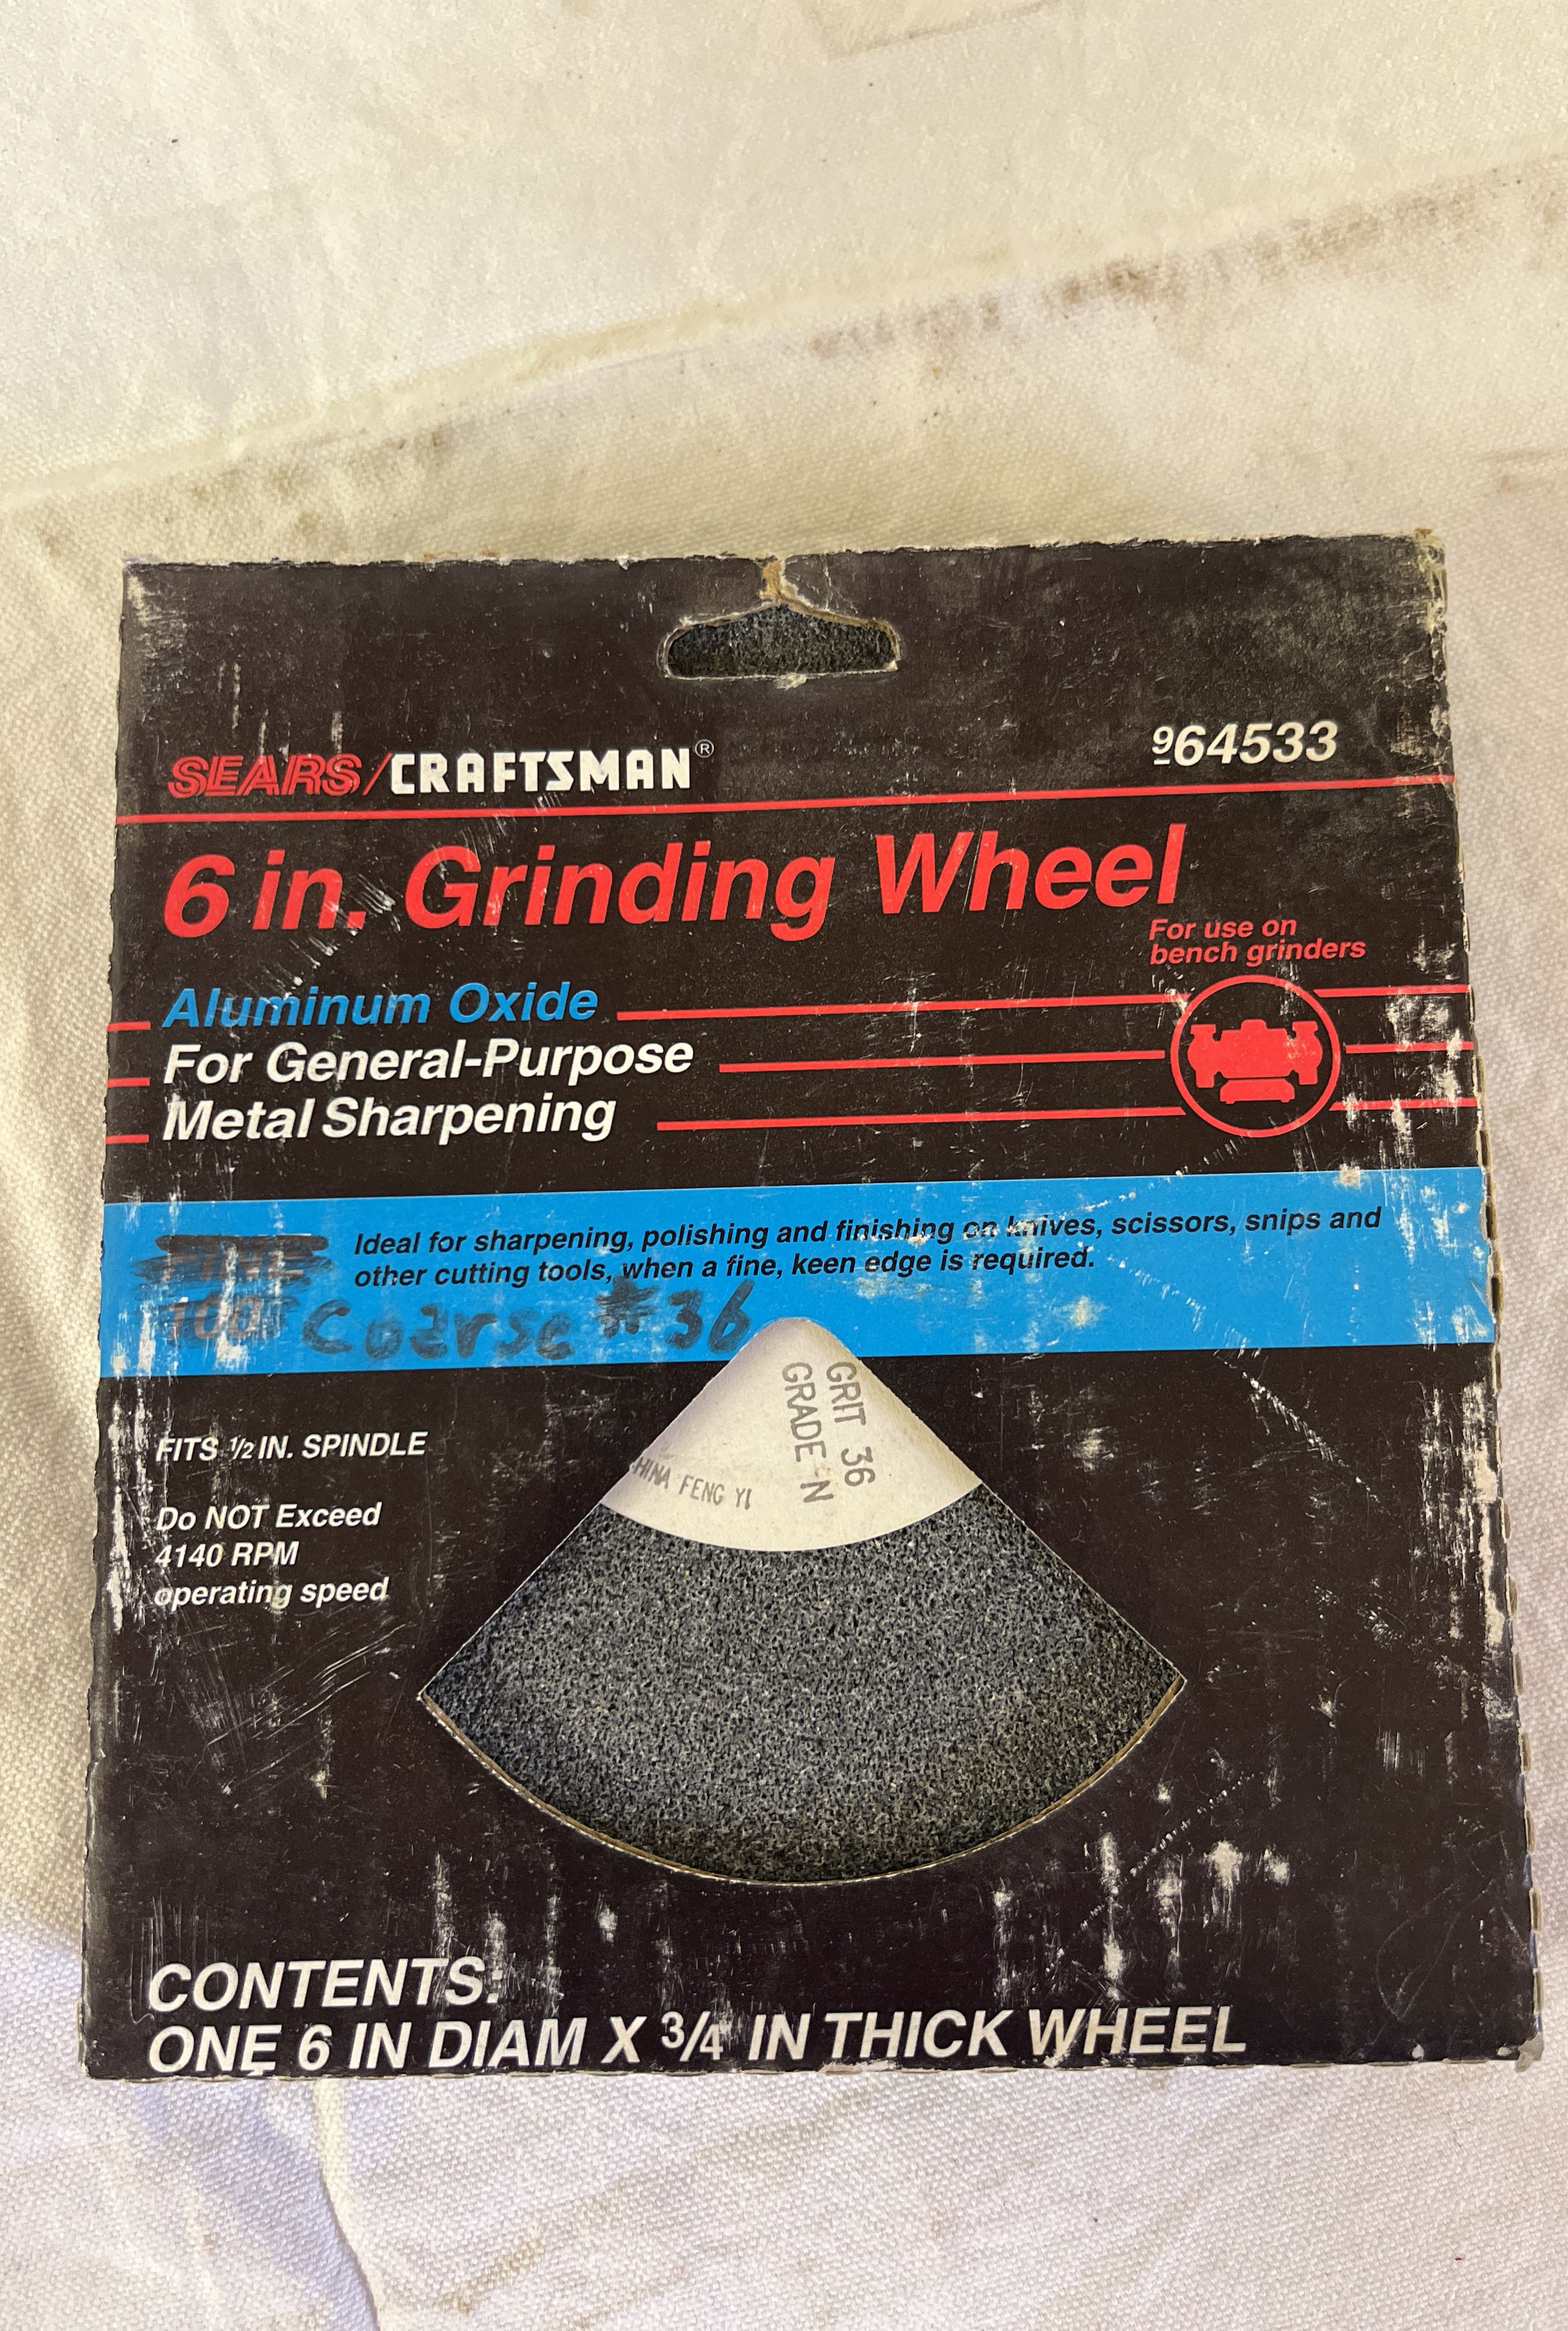 SEARS/CRAFTSMAN®
964533
6 in. Grinding Wheel
For use on
bench grinders
Aluminum Oxide
For General-Purpose
Metal Sharpening
Ideal for sharpening, polishing and finishing on knives, scissors, snips and
other cutting tools, when a fine, keen edge is required.
100 Coarse #36
GRIT 36
GRADE N
HINA FENG YI
FITS 1/2 IN. SPINDLE
Do NOT Exceed
4140 RPM
operating speed
CONTENTS:
ONE 6 IN DIAM X 3/4 IN THICK WHEEL